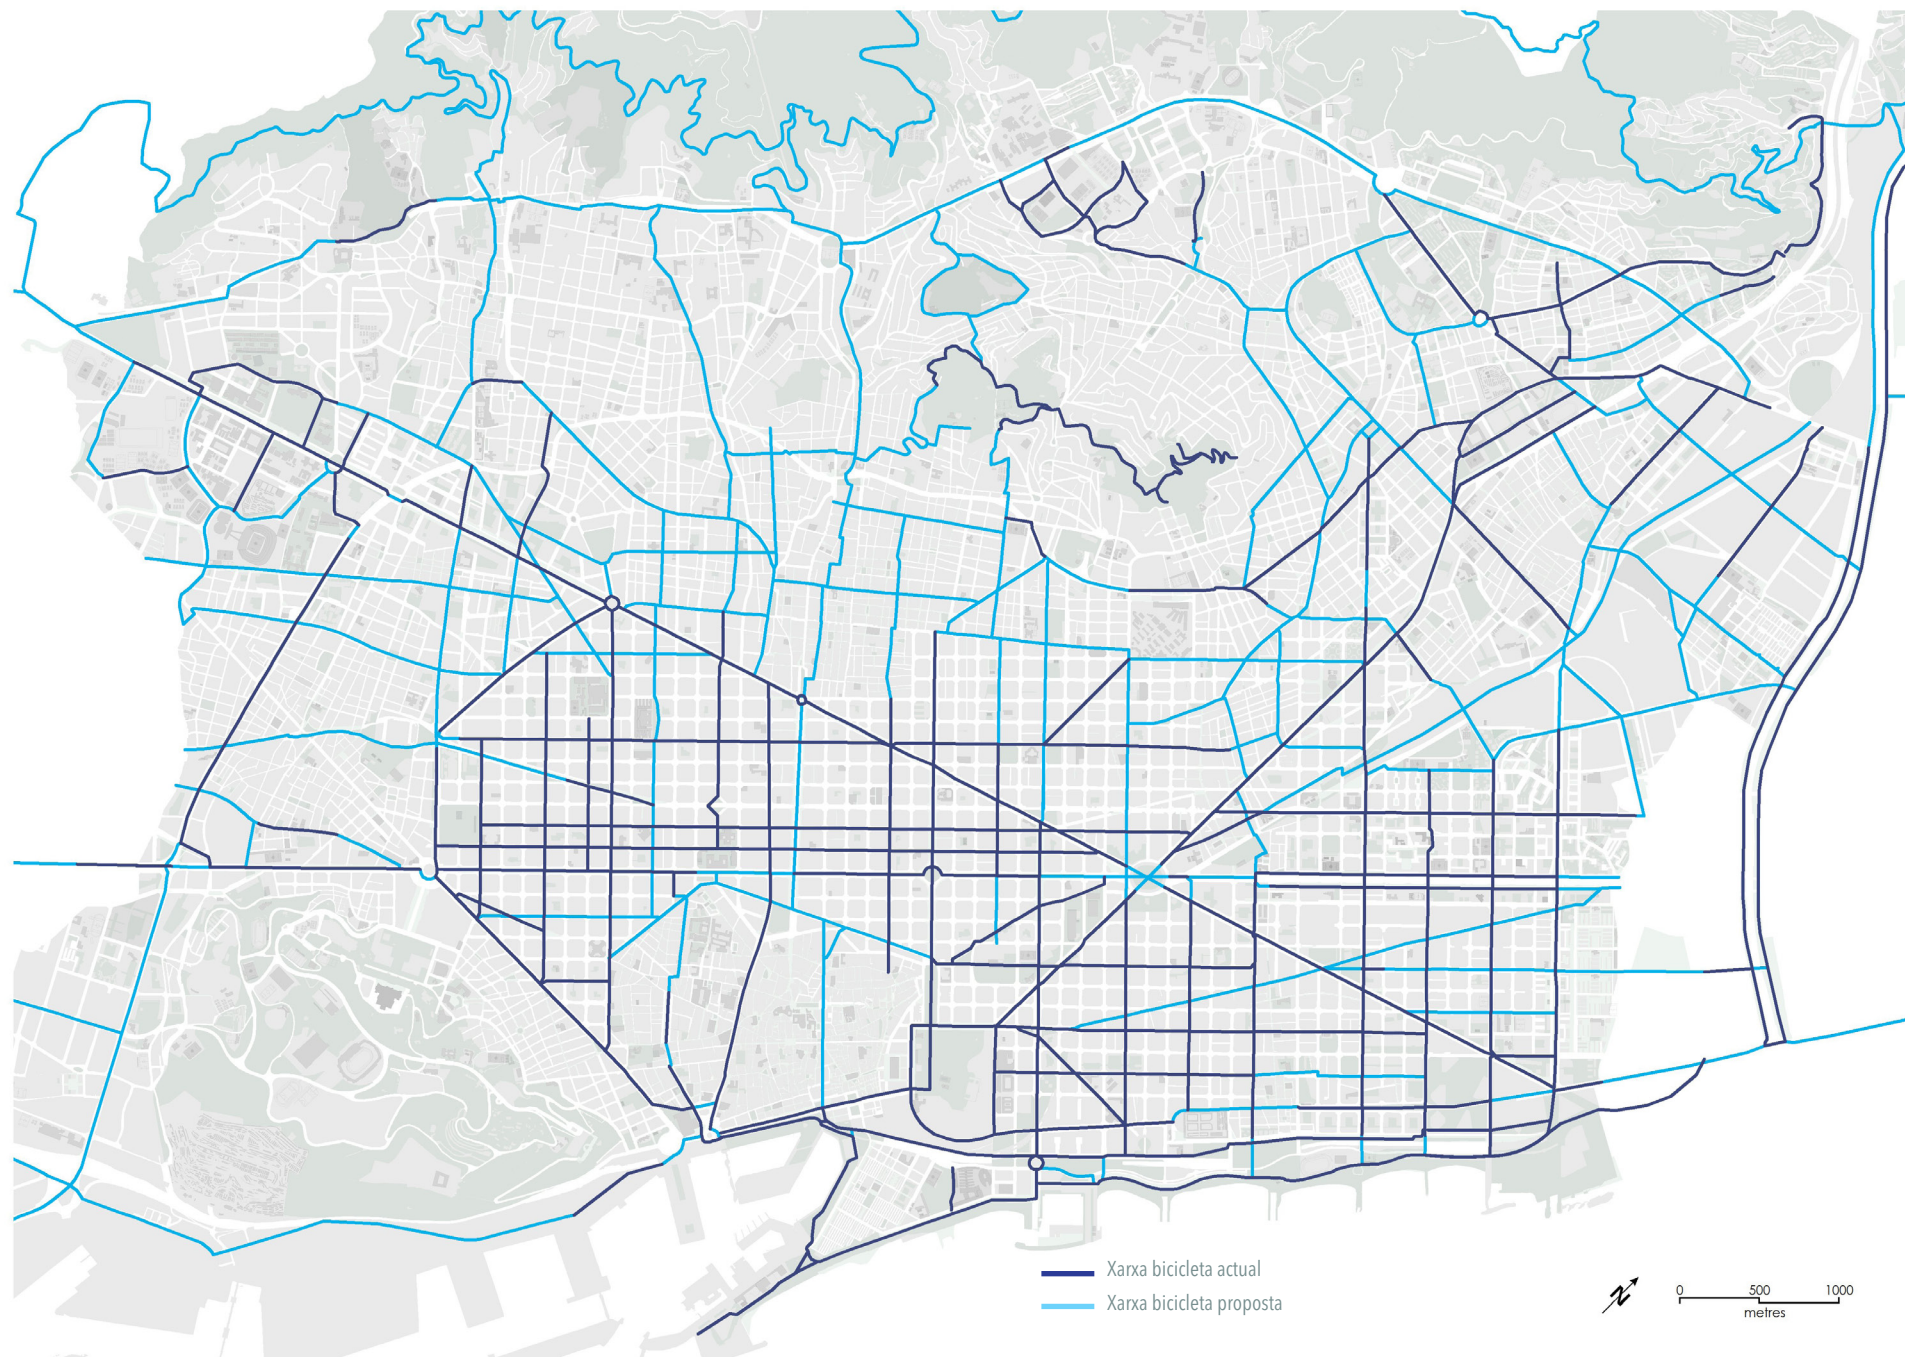 Xarxa bicicleta actual
Xarxa bicicleta proposta
N
0 500 1000
metres